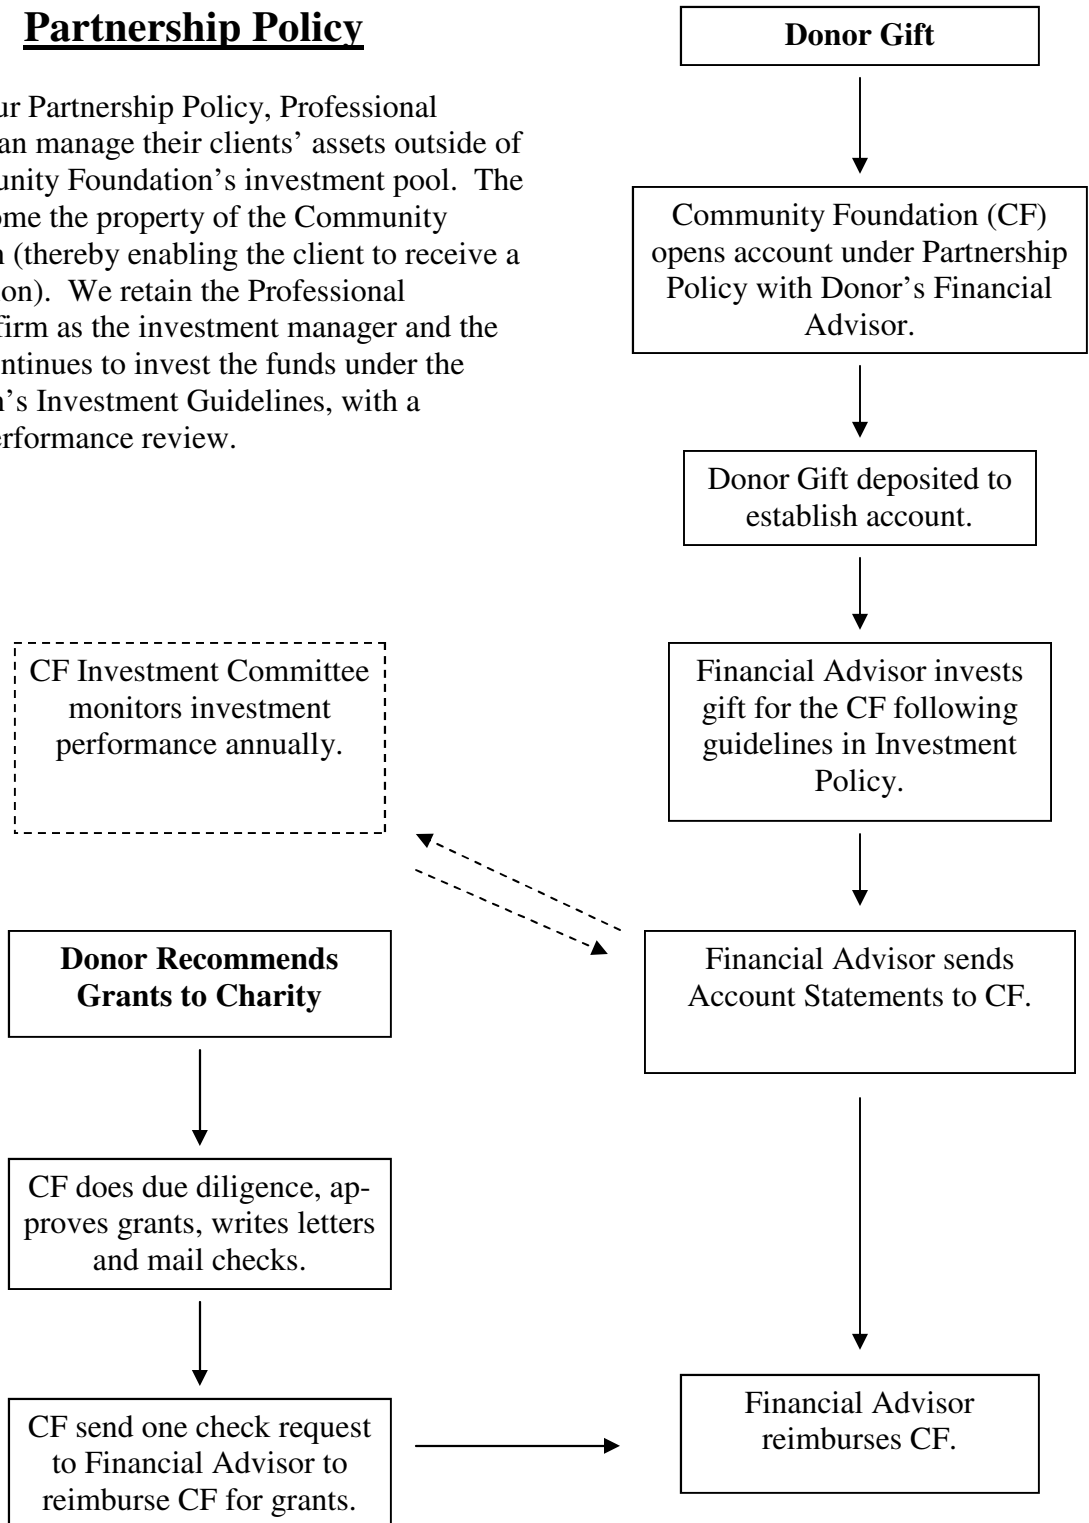 Partnership Policy
ur Partnership Policy, Professional
an manage their clients’ assets outside of
unity Foundation’s investment pool.  The
ome the property of the Community
n (thereby enabling the client to receive a
on).  We retain the Professional
firm as the investment manager and the
ntinues to invest the funds under the
n’s Investment Guidelines, with a
erformance review.
Donor Gift
Community Foundation (CF)
opens account under Partnership
Policy with Donor’s Financial
Advisor.
Donor Gift deposited to
establish account.
Financial Advisor invests
gift for the CF following
guidelines in Investment
Policy.
CF Investment Committee
monitors investment
performance annually.
Financial Advisor sends
Account Statements to CF.
Donor Recommends
Grants to Charity
CF does due diligence, ap-
proves grants, writes letters
and mail checks.
CF send one check request
to Financial Advisor to
reimburse CF for grants.
Financial Advisor
reimburses CF.